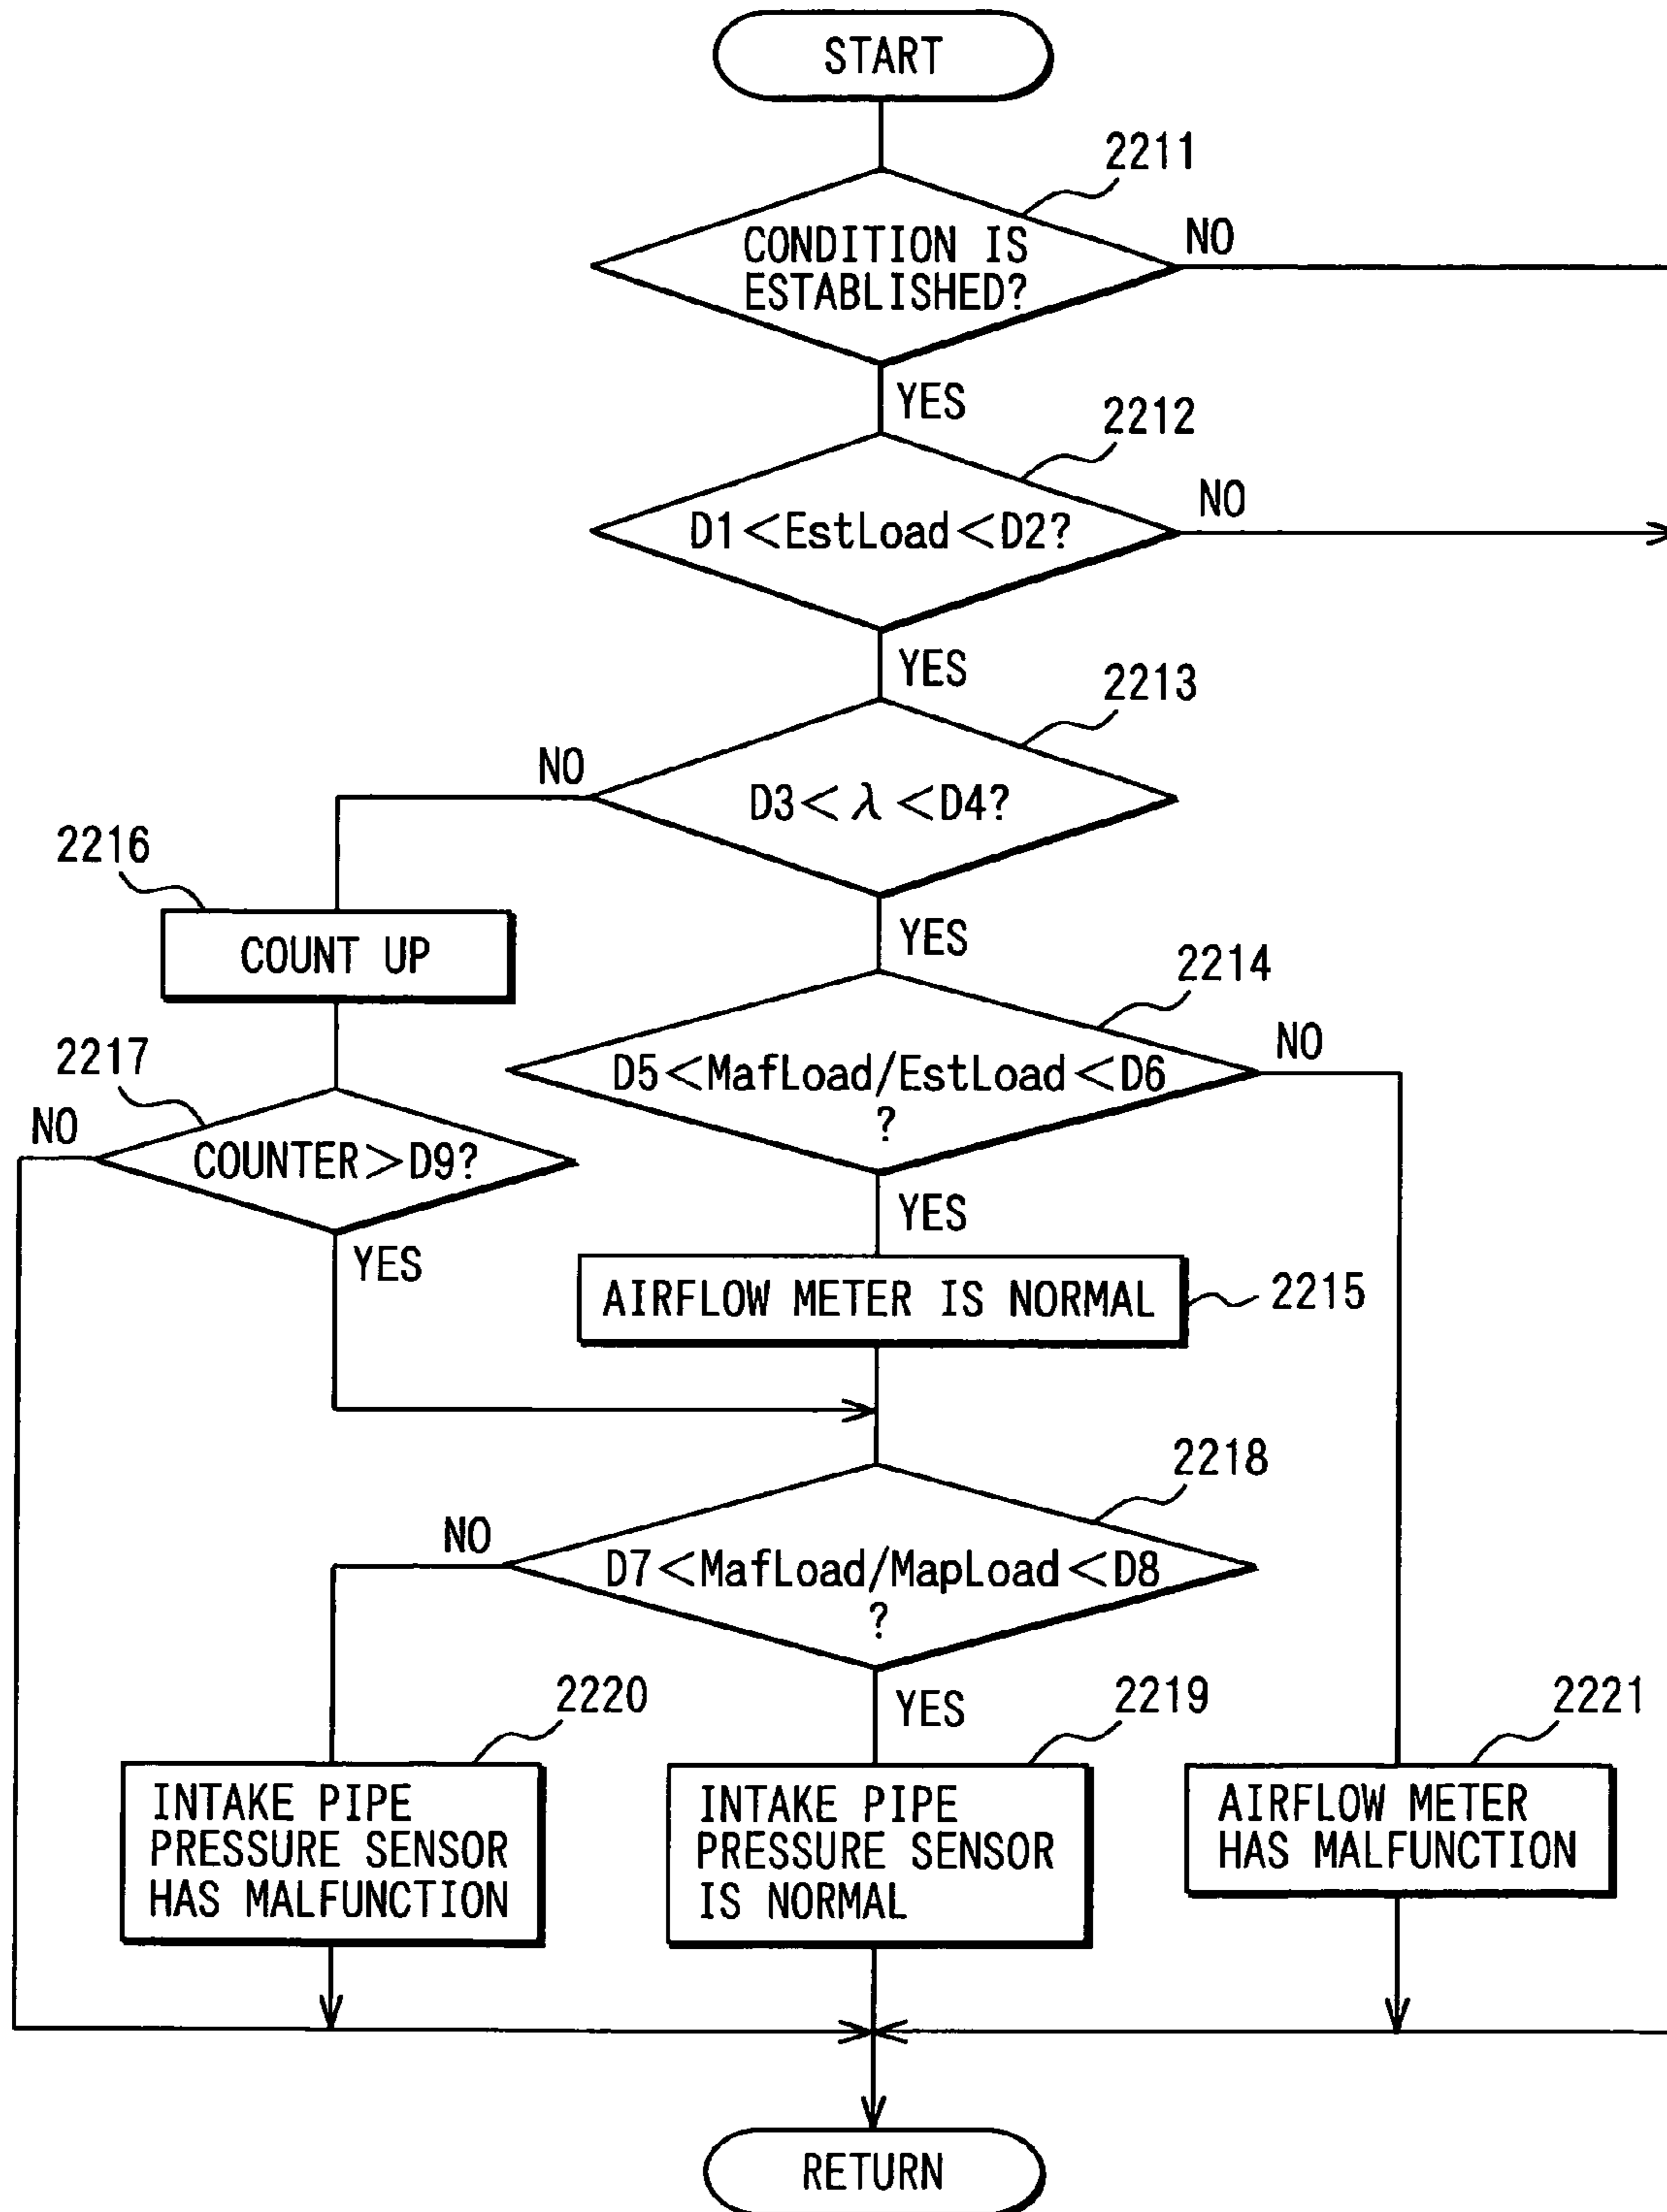 START
2211
CONDITION IS
ESTABLISHED?
NO
YES
2212
D1<EstLoad<D2?
NO
YES
2213
D3<λ<D4?
NO
YES
2216
COUNT UP
2214
D5<MafLoad/EstLoad<D6
?
NO
YES
2217
COUNTER>D9?
NO
YES
AIRFLOW METER IS NORMAL
2215
2218
D7<MafLoad/MapLoad<D8
?
NO
YES
2220
INTAKE PIPE
PRESSURE SENSOR
HAS MALFUNCTION
2219
INTAKE PIPE
PRESSURE SENSOR
IS NORMAL
2221
AIRFLOW METER
HAS MALFUNCTION
RETURN